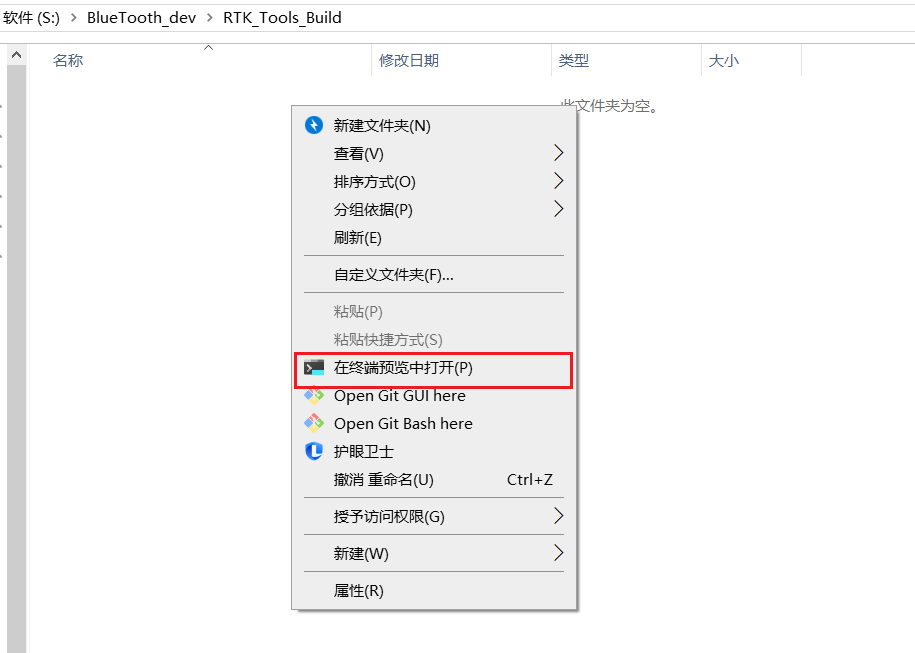 软件 (S:) > BlueTooth_dev > RTK_Tools_Build
名称 修改日期 类型 大小
此文件夹为空。
新建文件夹(N)
查看(V)
排序方式(O)
分组依据(P)
刷新(E)
自定义文件夹(F)...
粘贴(P)
粘贴快捷方式(S)
在终端预览中打开(P)
Open Git GUI here
Open Git Bash here
护眼卫士
撤消 重命名(U) Ctrl+Z
授予访问权限(G)
新建(W)
属性(R)